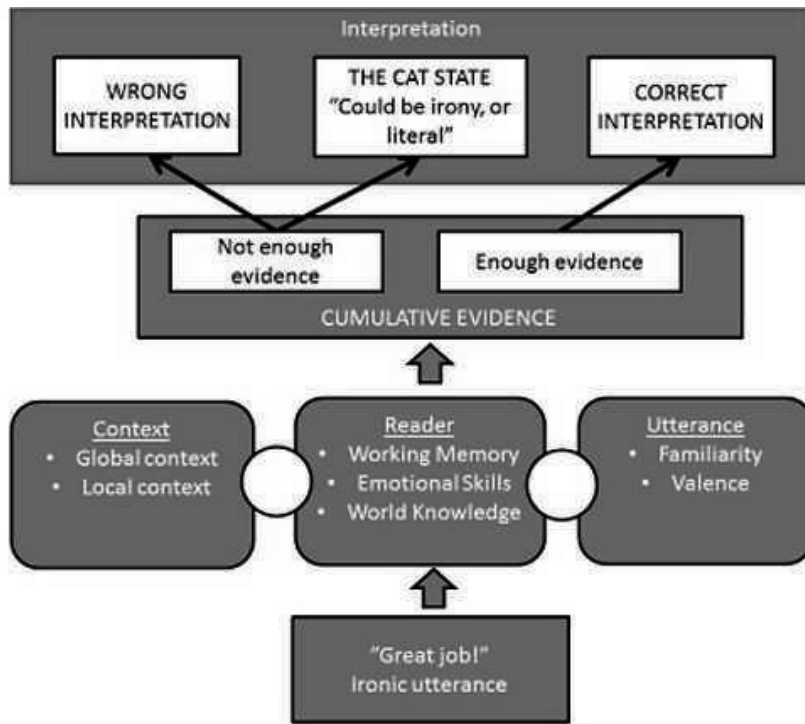 Interpretation
WRONG
INTERPRETATION
THE CAT STATE
“Could be irony, or
literal”
CORRECT
INTERPRETATION
Not enough
evidence
Enough evidence
CUMULATIVE EVIDENCE
Context
• Global context
• Local context
Reader
• Working Memory
• Emotional Skills
• World Knowledge
Utterance
• Familiarity
• Valence
“Great job!”
Ironic utterance